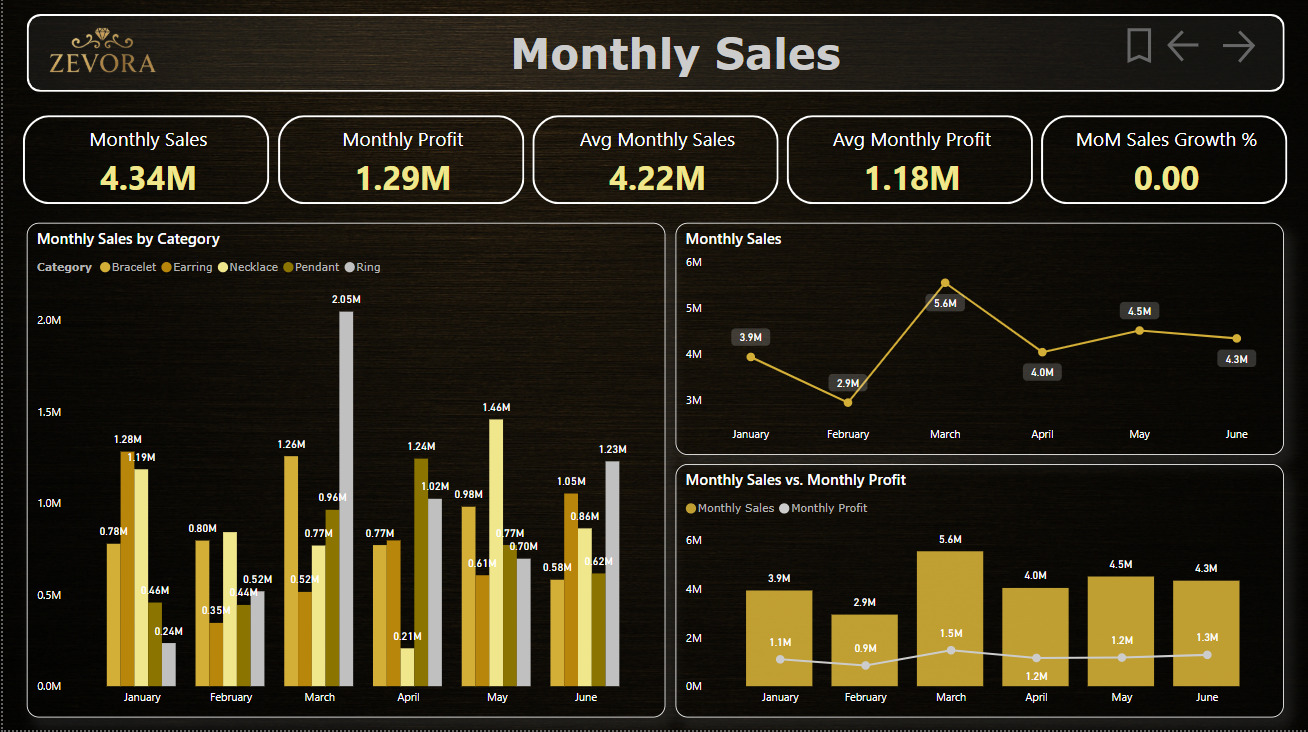 ZEVORA
Monthly Sales
Monthly Sales
4.34M
Monthly Profit
1.29M
Avg Monthly Sales
4.22M
Avg Monthly Profit
1.18M
MoM Sales Growth %
0.00
Monthly Sales by Category
Category Bracelet Earring Necklace Pendant Ring
2.0M
1.5M
1.0M
0.5M
0.0M
0.78M
1.28M
1.19M
0.46M
0.24M
0.80M
0.35M
0.44M
0.52M
1.26M
0.52M
0.77M
0.96M
2.05M
0.77M
0.21M
1.24M
1.02M
0.98M
0.61M
1.46M
0.77M
0.70M
0.58M
1.05M
0.86M
0.62M
1.23M
January February March April May June
Monthly Sales
6M
5M
4M
3M
3.9M
2.9M
5.6M
4.0M
4.5M
4.3M
January February March April May June
Monthly Sales vs. Monthly Profit
Monthly Sales Monthly Profit
6M
4M
2M
0M
3.9M
2.9M
5.6M
4.0M
4.5M
4.3M
1.1M
0.9M
1.5M
1.2M
1.2M
1.3M
January February March April May June